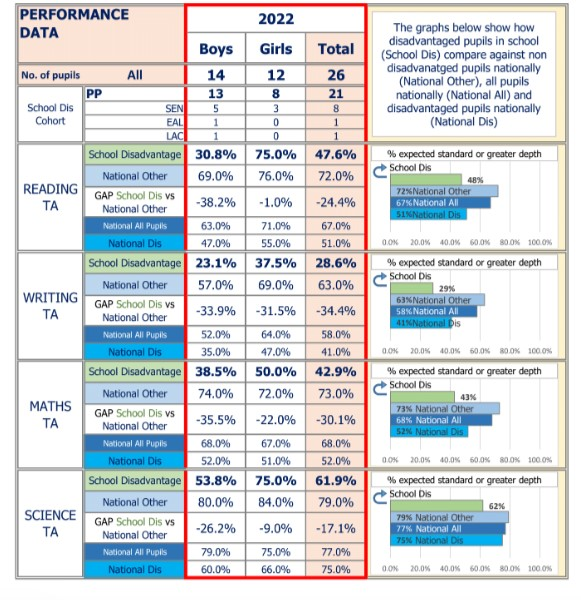 PERFORMANCE DATA
2022
Boys Girls Total
No. of pupils All 14 12 26
School Dis Cohort
PP 13 8 21
SEN 5 3 8
EAL 1 0 1
LAC 1 0 1
The graphs below show how
disadvantaged pupils in school
(School Dis) compare against non
disavanatged pupils nationally
(National Other), all pupils
nationally (National All) and
disadvantaged pupils nationally
(National Dis)
READING TA
School Disadvantage 30.8% 75.0% 47.6%
National Other 69.0% 76.0% 72.0%
GAP School Dis vs National Other -38.2% -1.0% -24.4%
National All Pupils 63.0% 71.0% 67.0%
National Dis 47.0% 55.0% 51.0%
% expected standard or greater depth
School Dis
48%
72%National Other
67%National All
51%National Dis
0.0% 20.0% 40.0% 60.0% 80.0% 100.0%
WRITING TA
School Disadvantage 23.1% 37.5% 28.6%
National Other 57.0% 69.0% 63.0%
GAP School Dis vs National Other -33.9% -31.5% -34.4%
National All Pupils 52.0% 64.0% 58.0%
National Dis 35.0% 47.0% 41.0%
% expected standard or greater depth
School Dis
29%
63%National Other
58%National All
41%National Dis
0.0% 20.0% 40.0% 60.0% 80.0% 100.0%
MATHS TA
School Disadvantage 38.5% 50.0% 42.9%
National Other 74.0% 72.0% 73.0%
GAP School Dis vs National Other -35.5% -22.0% -30.1%
National All Pupils 68.0% 67.0% 68.0%
National Dis 52.0% 51.0% 52.0%
% expected standard or greater depth
School Dis
43%
73% National Other
68% National All
52% National Dis
0.0% 20.0% 40.0% 60.0% 80.0% 100.0%
SCIENCE TA
School Disadvantage 53.8% 75.0% 61.9%
National Other 80.0% 84.0% 79.0%
GAP School Dis vs National Other -26.2% -9.0% -17.1%
National All Pupils 79.0% 75.0% 77.0%
National Dis 60.0% 66.0% 75.0%
% expected standard or greater depth
School Dis
62%
79% National Other
77% National All
75% National Dis
0.0% 20.0% 40.0% 60.0% 80.0% 100.0%